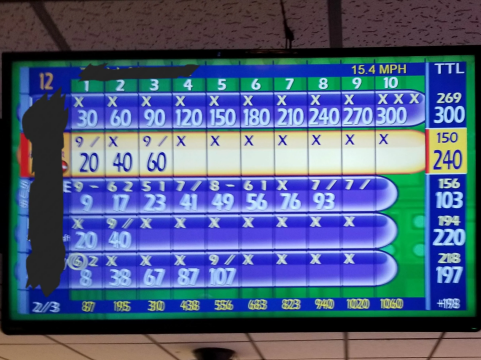 12 15.4 MPH TTL
1 2 3 4 5 6 7 8 9 10
X X X X X X X X X X X X 269
30 60 90 120 150 180 210 240 270 300 300
9 / X 9 / X X X X X X X 150
20 40 60 240
9 - 6 2 5 1 7 / 8 - 6 1 X 7 / 7 / 156
9 17 23 41 49 56 76 93 103
X 9 / X X X X X X X 194
20 40 220
6 2 X X X 9 / X X X X 218
8 38 67 87 107 197
2/3 87 195 310 438 556 683 823 940 1020 1060 +198